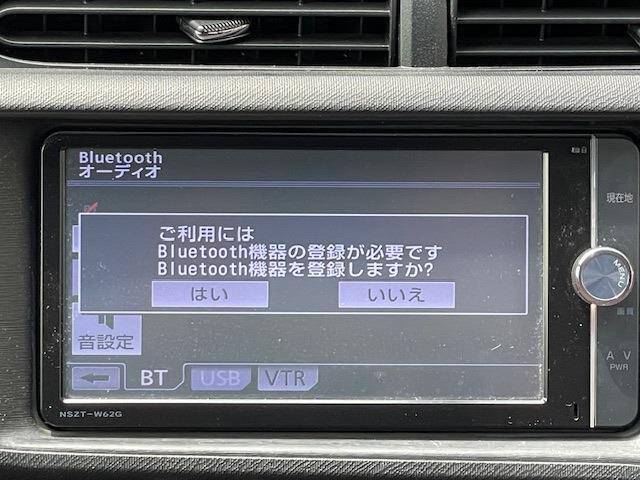 Bluetooth
オーディオ
現在地
ご利用には
Bluetooth機器の登録が必要です
Bluetooth機器を登録しますか?
はい
いいえ
MENU
画質
音設定
AV
PWR
BT
USB
VTR
NSZT-W62G